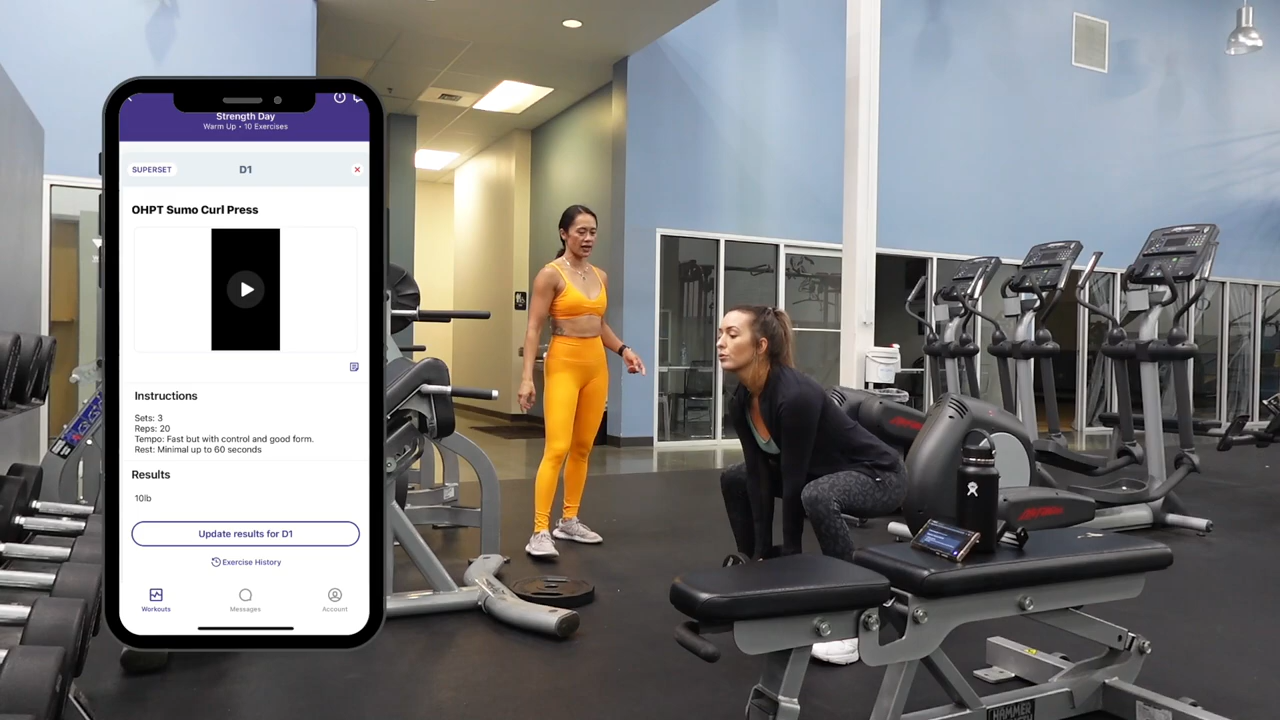 Strength Day
Warm Up • 10 Exercises
SUPERSET
D1
OHPT Sumo Curl Press
Instructions
Sets: 3
Reps: 20
Tempo: Fast but with control and good form.
Rest: Minimal up to 60 seconds
Results
10lb
Update results for D1
Exercise History
Workouts
Messages
Account
HAMMER